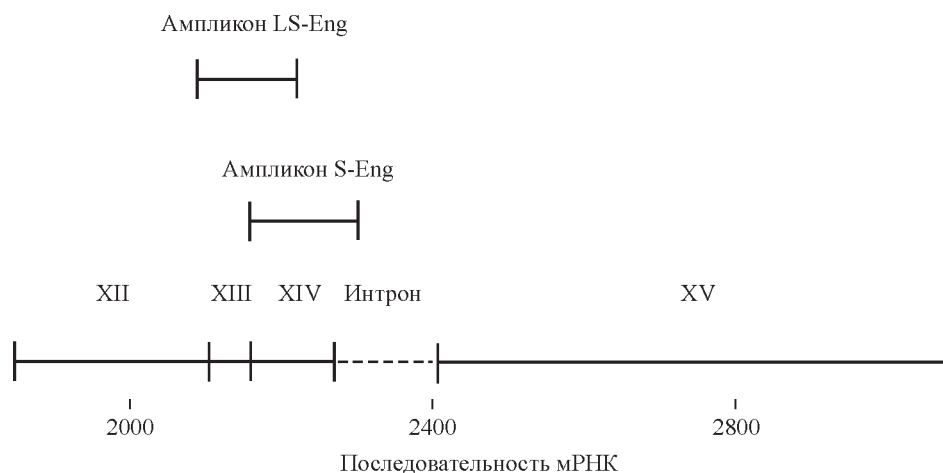 Ампликон LS-Eng
Ампликон S-Eng
XII XIII XIV Интрон XV
2000 2400 2800
Последовательность мРНК